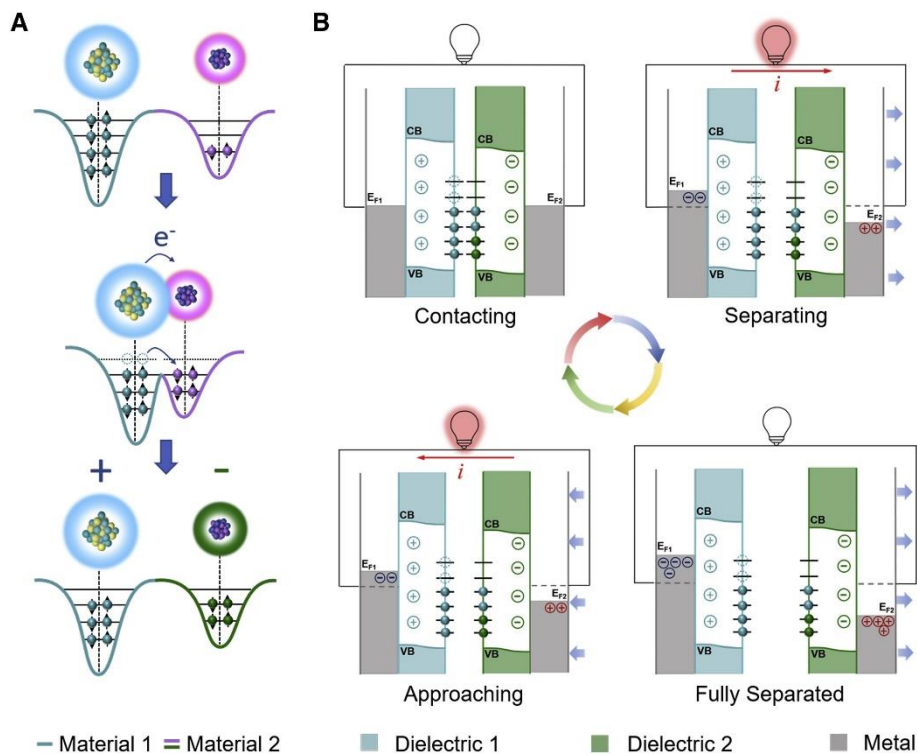 A
B
e⁻
+
−
CB
CB
⊕ ⊖
⊕ ⊖
⊕ ⊖
⊕ ⊖
⊕ ⊖
E_F1
E_F2
VB
VB
Contacting
i
CB
CB
⊕ ⊖
⊕ ⊖
E_F1
⊖⊖ ⊕ ⊖
E_F2
⊕ ⊖ ⊕⊕
⊕ ⊖
VB
VB
Separating
i
CB
CB
⊕ ⊖
⊕ ⊖
E_F1
⊖⊖ ⊕ ⊖
E_F2
⊕ ⊖ ⊕⊕
⊕ ⊖
VB
VB
Approaching
CB
CB
⊕ ⊖
E_F1
⊖⊖⊖ ⊕ ⊖
⊖ ⊕ ⊖
E_F2
⊕ ⊖ ⊕⊕⊕
⊕ ⊖ ⊕
VB
VB
Fully Separated
Material 1
Material 2
Dielectric 1
Dielectric 2
Metal